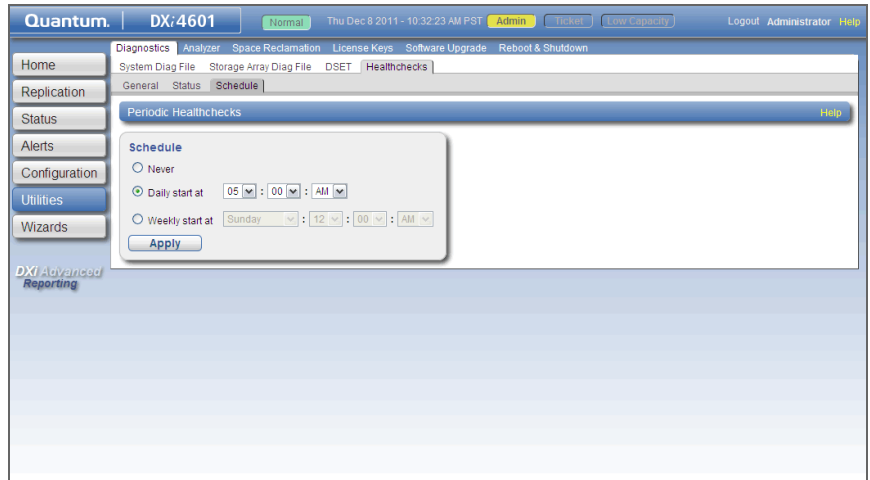 Quantum. DXi4601 Normal Thu Dec 8 2011 - 10:32:23 AM PST Admin Ticket Low Capacity Logout Administrator Help
Diagnostics Analyzer Space Reclamation License Keys Software Upgrade Reboot & Shutdown
Home
System Diag File Storage Array Diag File DSET Healthchecks
Replication
General Status Schedule
Status
Periodic Healthchecks Help
Alerts
Schedule
Never
Configuration
Daily start at 05 : 00 : AM
Utilities
Weekly start at Sunday : 12 : 00 : AM
Wizards
Apply
DXi Advanced
Reporting